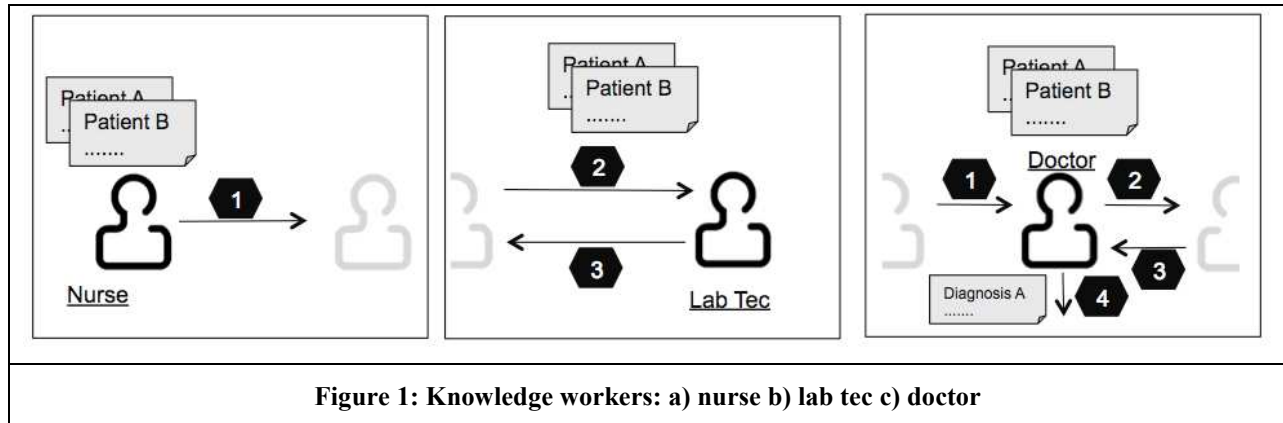 Patient A
Patient B
.......
1
Nurse
Patient A
Patient B
.......
2
3
Lab Tec
Patient A
Patient B
.......
Doctor
1
2
3
4
Diagnosis A
.......
Figure 1: Knowledge workers: a) nurse b) lab tec c) doctor